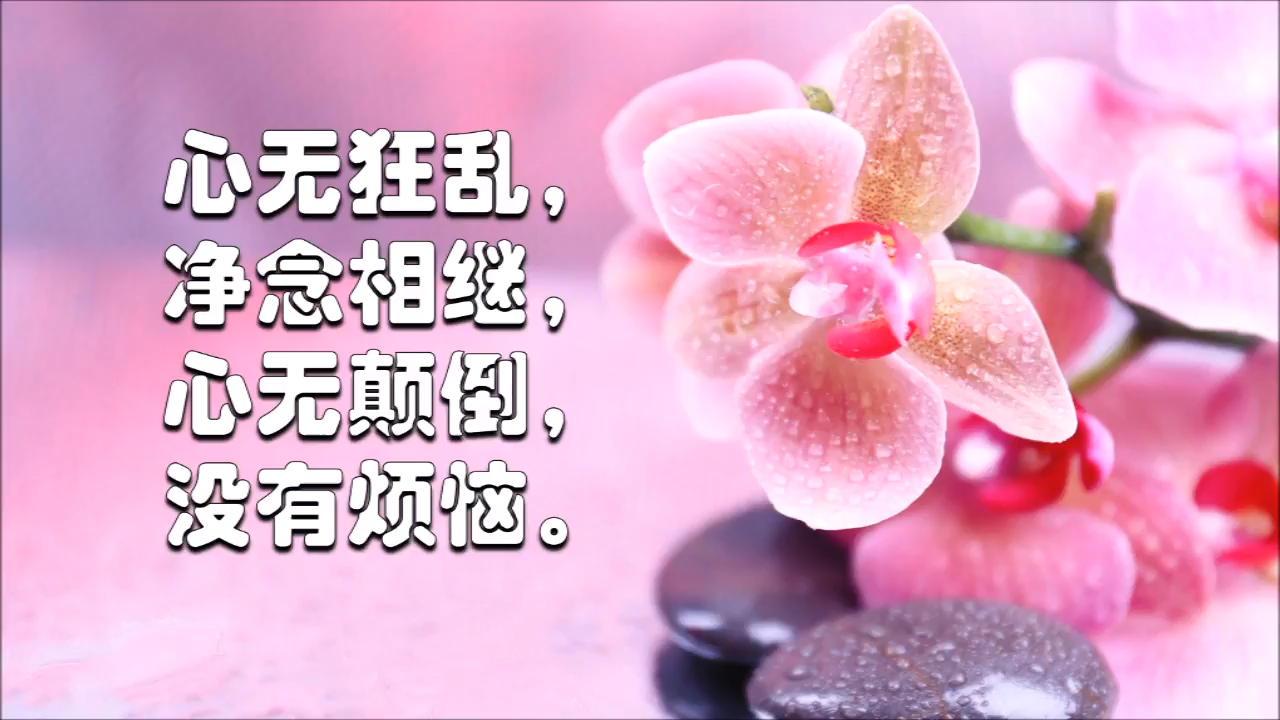 心无狂乱，
净念相继，
心无颠倒，
没有烦恼。